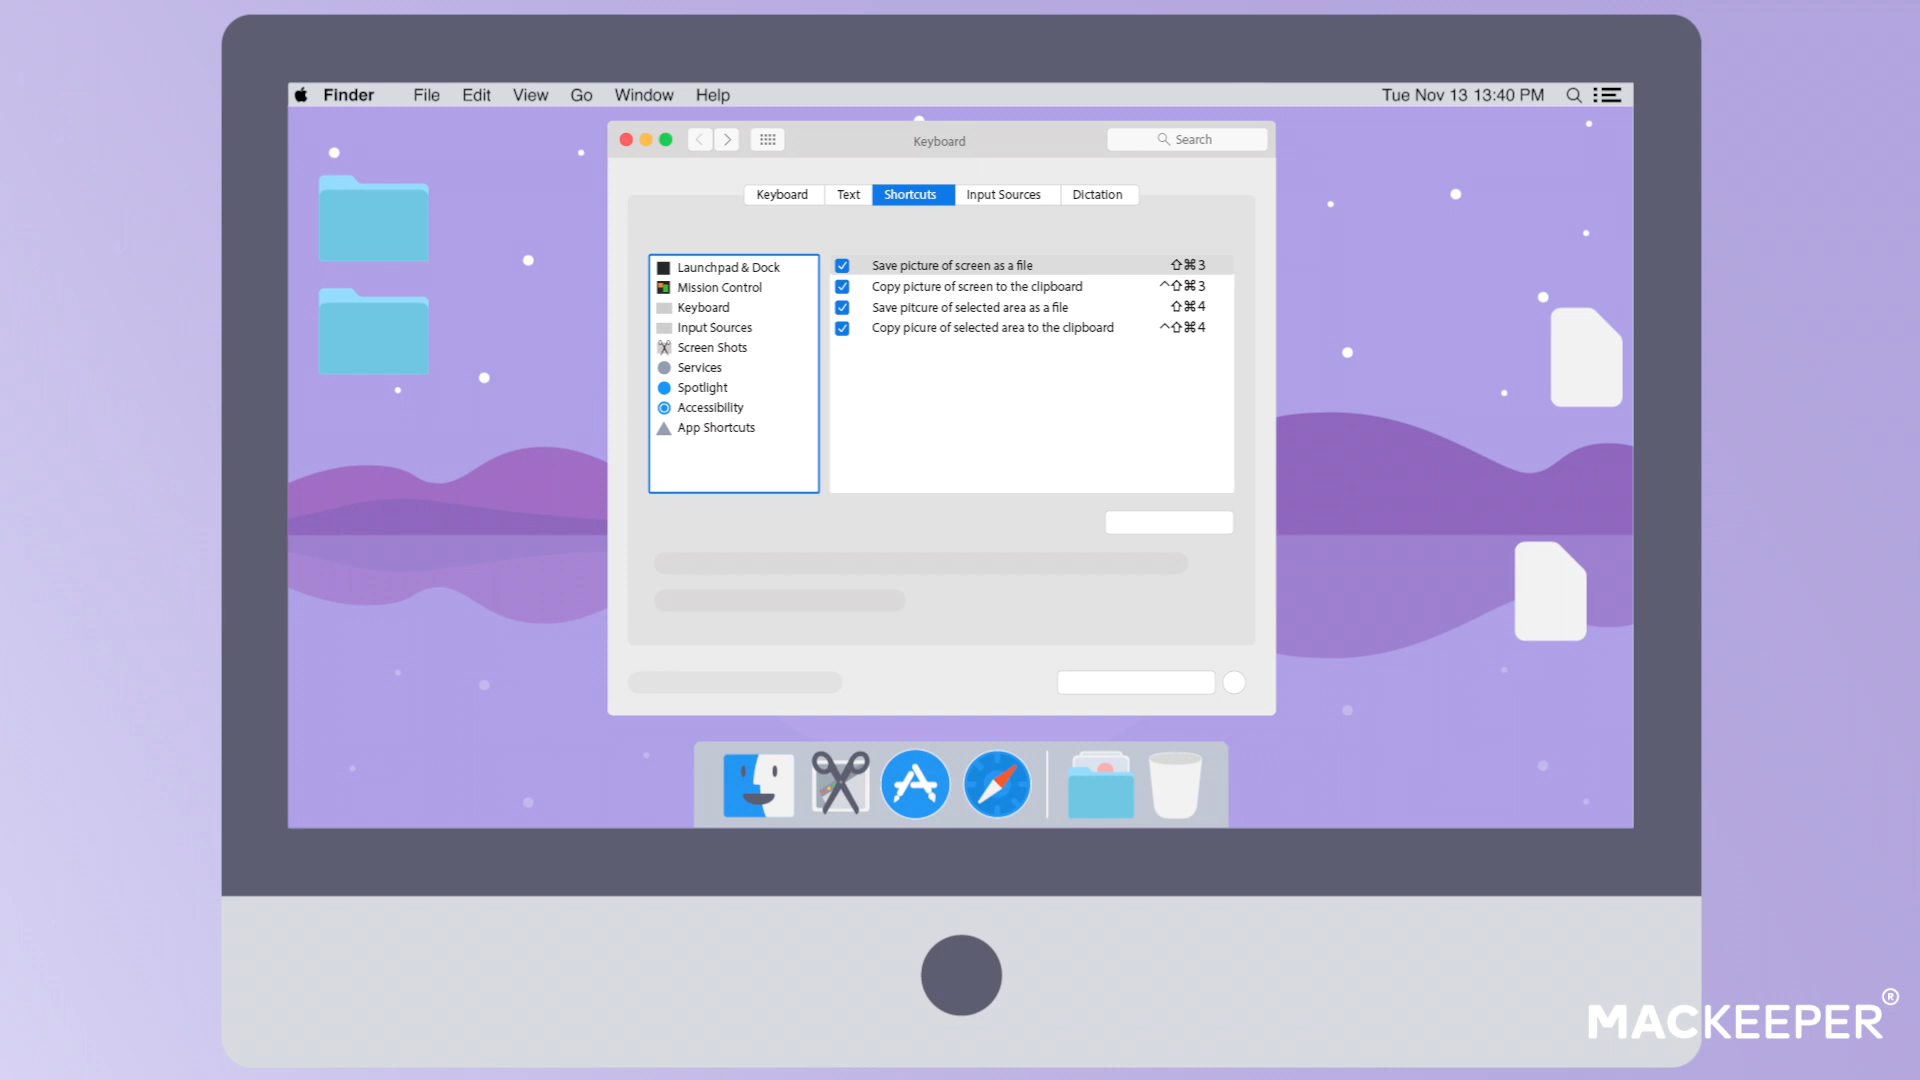 Finder File Edit View Go Window Help Tue Nov 13 13:40 PM
Keyboard Search
Keyboard Text Shortcuts Input Sources Dictation
Launchpad & Dock
Mission Control
Keyboard
Input Sources
Screen Shots
Services
Spotlight
Accessibility
App Shortcuts
Save picture of screen as a file ⇧⌘3
Copy picture of screen to the clipboard ^⇧⌘3
Save pitcure of selected area as a file ⇧⌘4
Copy picure of selected area to the clipboard ^⇧⌘4
MACKEEPER®